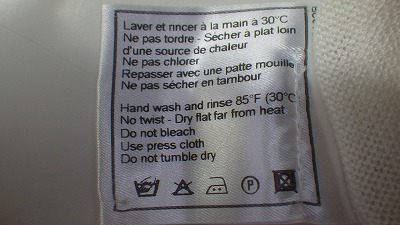 Laver et rincer à la main à 30°C
Ne pas tordre - Sécher à plat loin
d'une source de chaleur
Ne pas chlorer
Repasser avec une patte mouille
Ne pas sécher en tambour
Hand wash and rinse 85°F (30°C
No twist - Dry flat far from heat
Do not bleach
Use press cloth
Do not tumble dry
P